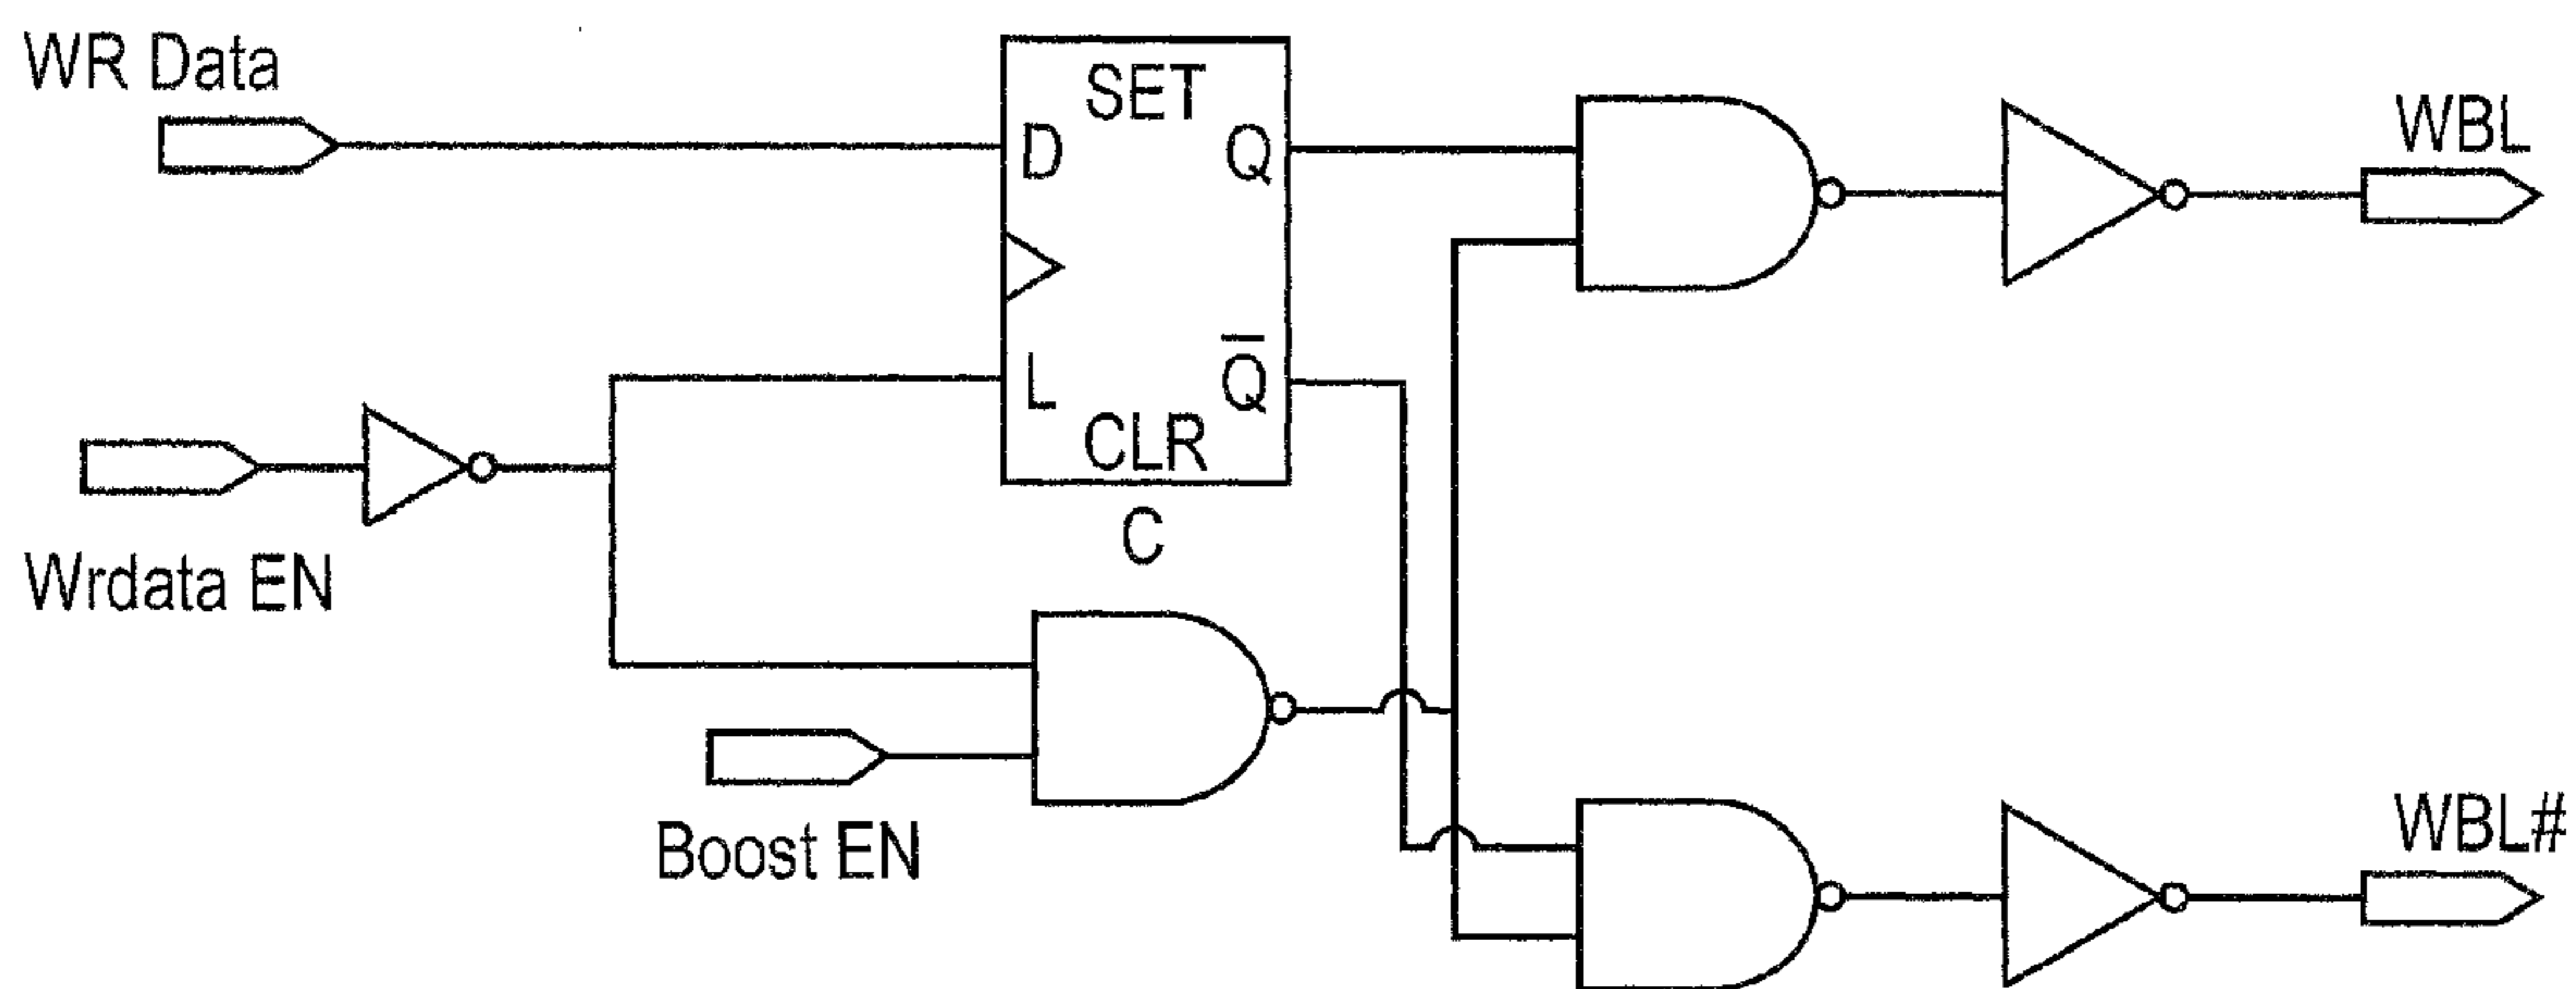 WR Data
SET
D
Q
WBL
L
Q̅
CLR
C
Wrdata EN
Boost EN
WBL#